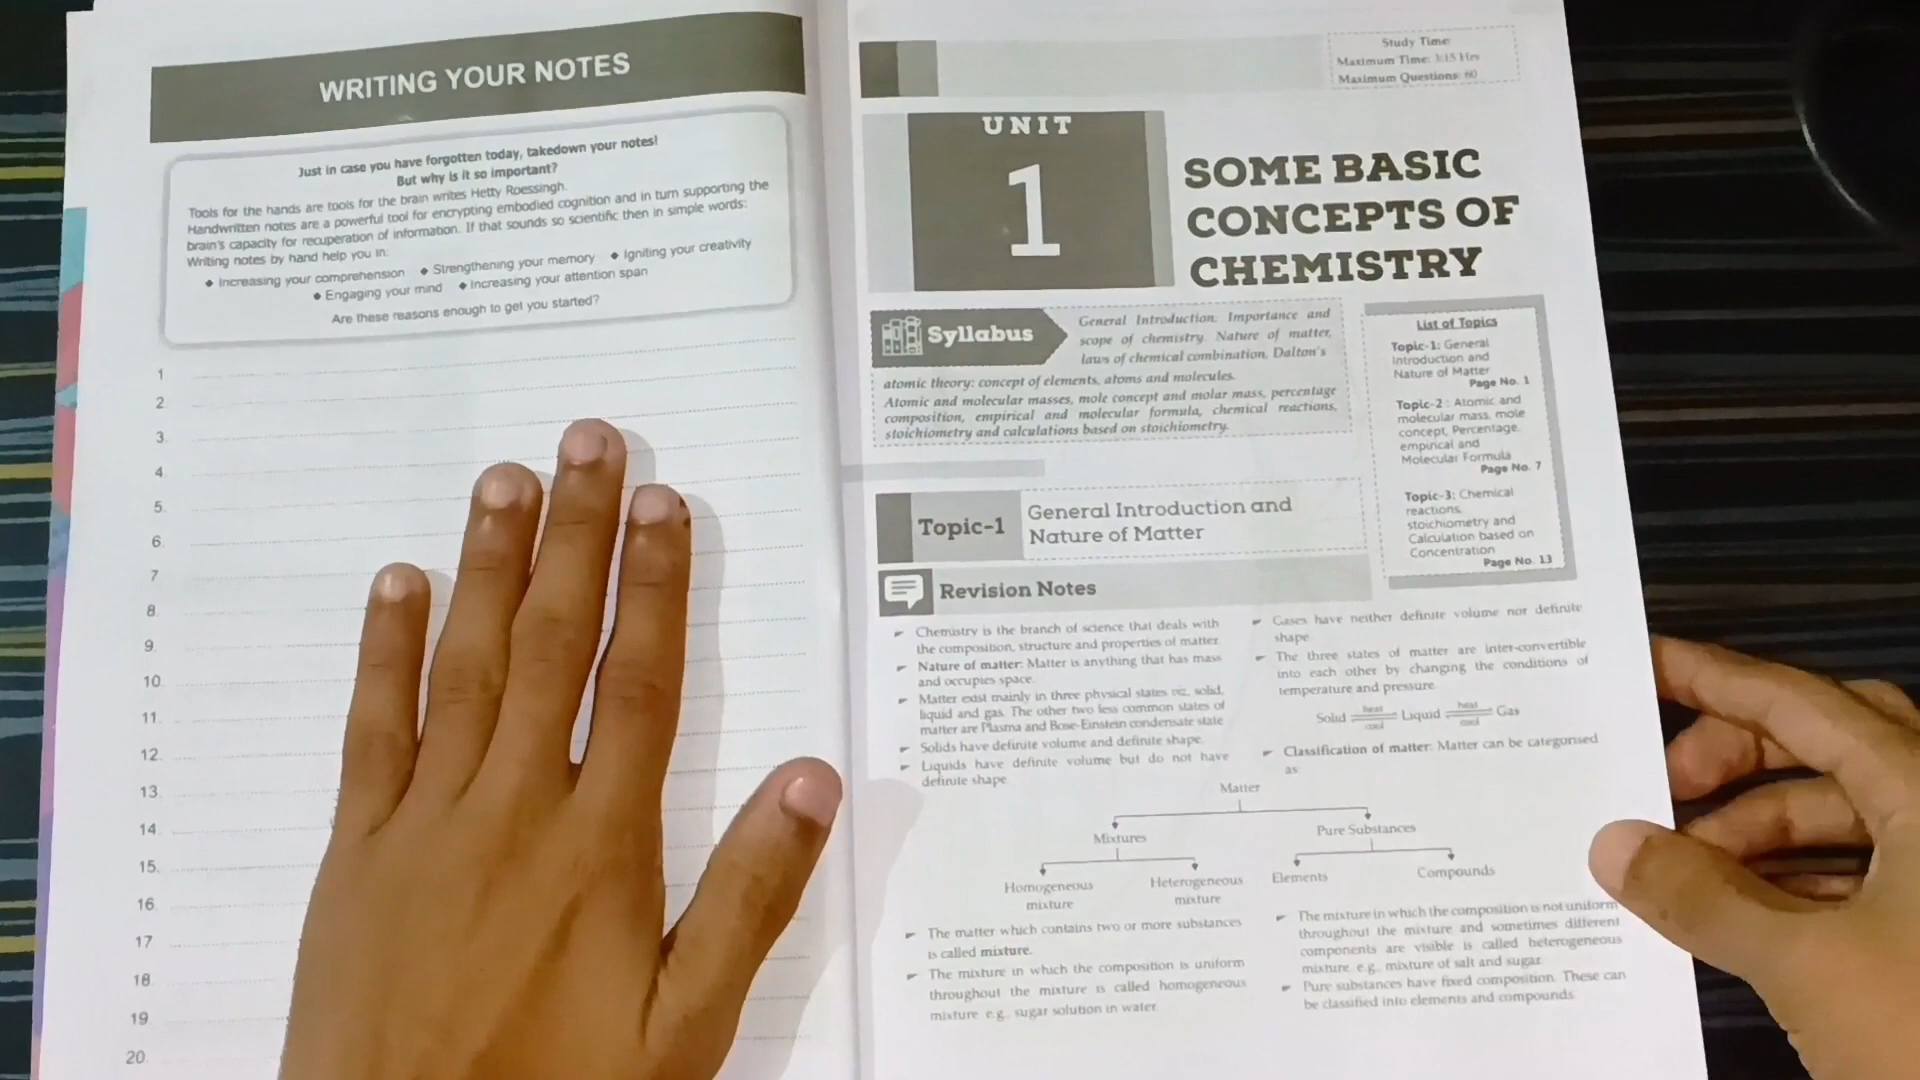 WRITING YOUR NOTES
Just in case you have forgotten today, takedown your notes!
But why is it so important?
Tools for the hands are tools for the brain writes Hetty Roessingh.
Handwritten notes are a powerful tool for encrypting embodied cognition and in turn supporting the
brain's capacity for recuperation of information. If that sounds so scientific then in simple words:
Writing notes by hand help you in:
◆ Increasing your comprehension ◆ Strengthening your memory ◆ Igniting your creativity
◆ Engaging your mind ◆ Increasing your attention span
Are these reasons enough to get you started?
1
2.
3.
4.
5.
6.
7
8.
9.
10.
11.
12.
13.
14.
15.
16.
17
18.
19
20.
Study Time:
Maximum Time: 3:15 Hrs
Maximum Questions: 60
UNIT
1
SOME BASIC
CONCEPTS OF
CHEMISTRY
Syllabus
General Introduction: Importance and
scope of chemistry. Nature of matter,
laws of chemical combination. Dalton's
atomic theory: concept of elements, atoms and molecules.
Atomic and molecular masses, mole concept and molar mass, percentage
composition, empirical and molecular formula, chemical reactions,
stoichiometry and calculations based on stoichiometry.
List of Topics
Topic-1: General
Introduction and
Nature of Matter
Page No. 1
Topic-2 : Atomic and
molecular mass, mole
concept, Percentage,
empirical and
Molecular Formula
Page No. 7
Topic-3: Chemical
reactions,
stoichiometry and
Calculation based on
Concentration
Page No. 13
Topic-1
General Introduction and
Nature of Matter
Revision Notes
Chemistry is the branch of science that deals with
the composition, structure and properties of matter.
Nature of matter: Matter is anything that has mass
and occupies space.
Matter exist mainly in three physical states viz. solid,
liquid and gas. The other two less common states of
matter are Plasma and Bose-Einstein condensate state
Solids have definite volume and definite shape.
Liquids have definite volume but do not have
definite shape.
Gases have neither definite volume nor definite
shape.
The three states of matter are inter-convertible
into each other by changing the conditions of
temperature and pressure.
Solid heat cool Liquid heat cool Gas
Classification of matter: Matter can be categorised
as:
Matter
Mixtures Pure Substances
Homogeneous mixture Heterogeneous mixture Elements Compounds
The matter which contains two or more substances
is called mixture.
The mixture in which the composition is uniform
throughout the mixture is called homogeneous
mixture. e.g., sugar solution in water.
The mixture in which the composition is not uniform
throughout the mixture and sometimes different
components are visible is called heterogeneous
mixture. e.g., mixture of salt and sugar.
Pure substances have fixed composition. These can
be classified into elements and compounds.